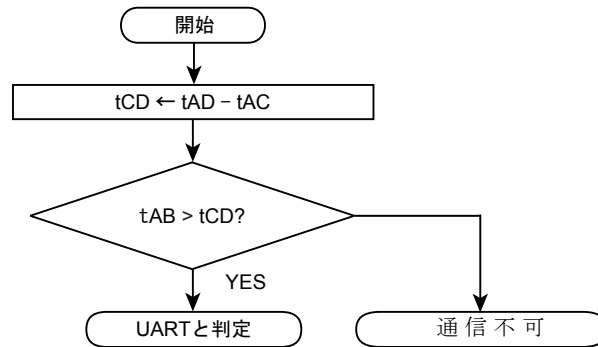 開始
tCD ← tAD − tAC
tAB > tCD?
YES
UARTと判定
通信不可